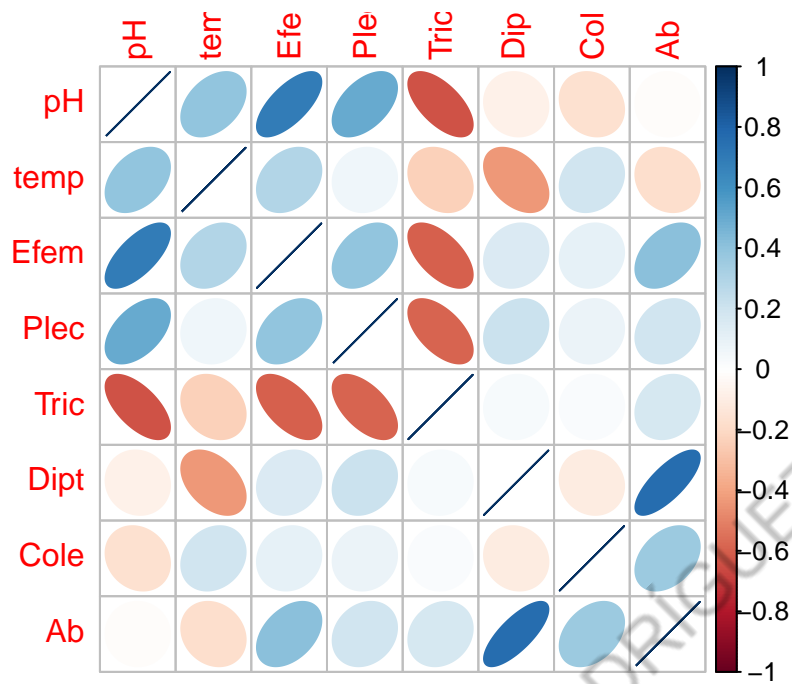 pH tem Efe Ple Tric Dip Col Ab
pH
temp
Efem
Plec
Tric
Dipt
Cole
Ab
1
0.8
0.6
0.4
0.2
0
−0.2
−0.4
−0.6
−0.8
−1
DRÍGUE